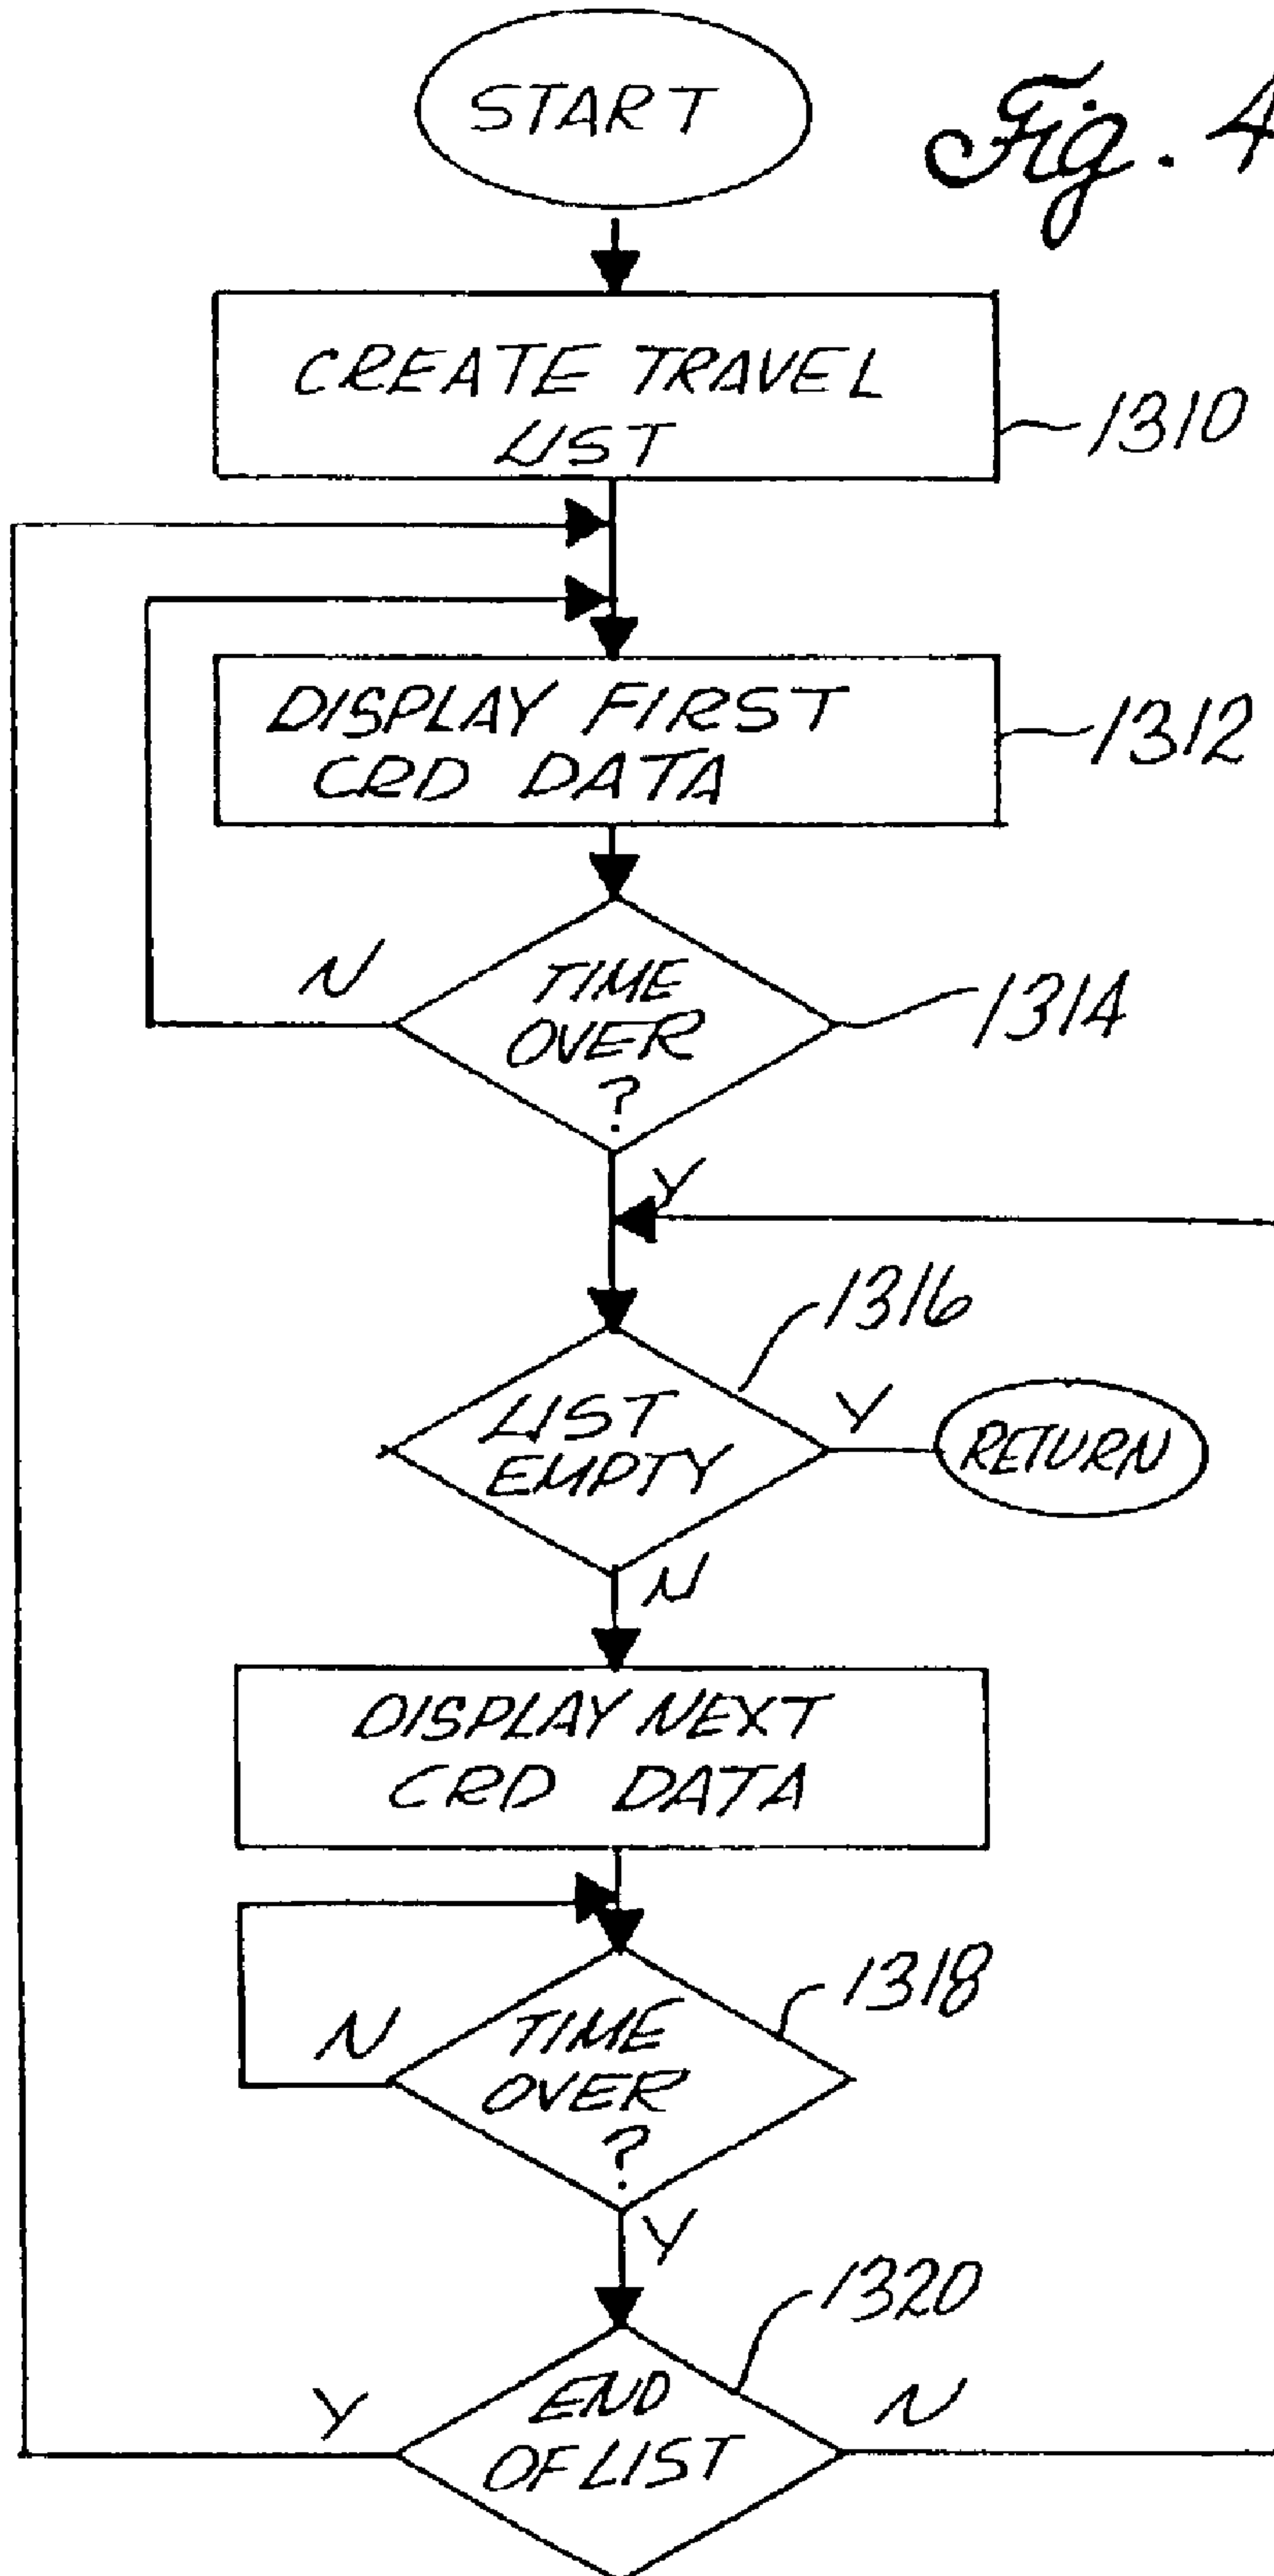 START
Fig. 4
CREATE TRAVEL
LIST
1310
DISPLAY FIRST
CRD DATA
1312
N
TIME
OVER
?
1314
Y
1316
LIST
EMPTY
Y
RETURN
N
DISPLAY NEXT
CRD DATA
1318
N
TIME
OVER
?
Y
1320
Y
END
OF LIST
N